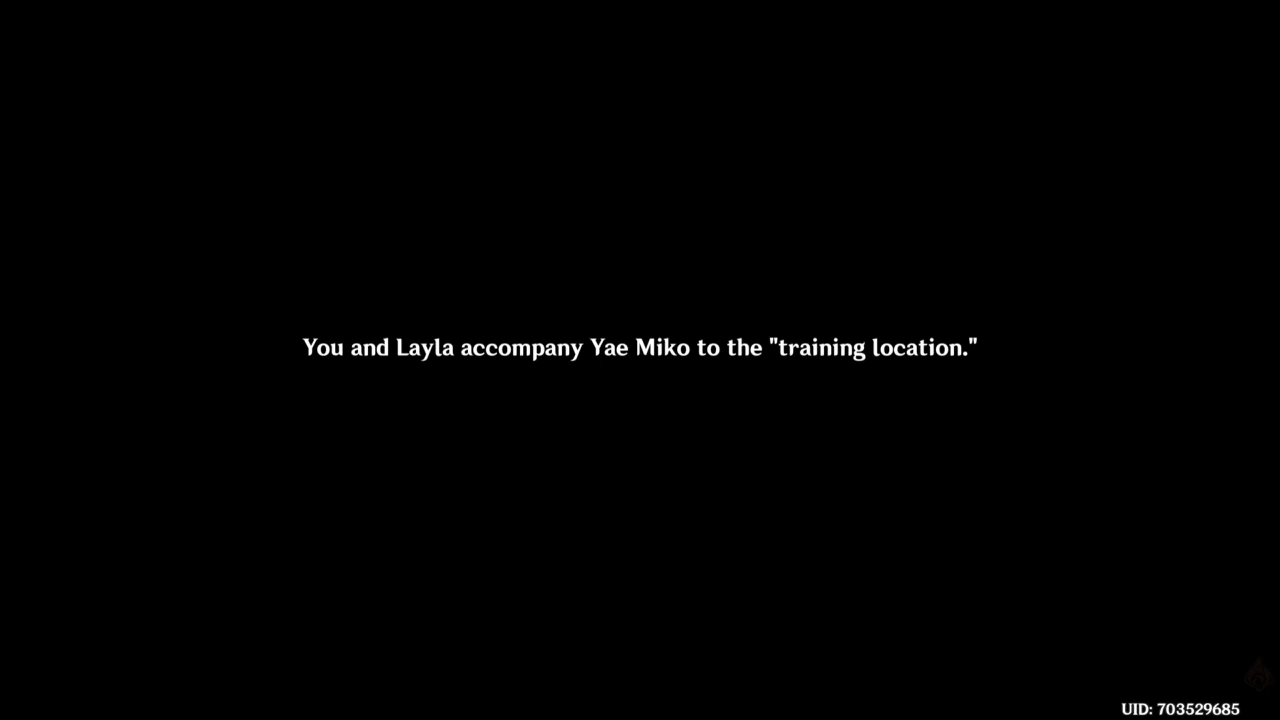 You and Layla accompany Yae Miko to the "training location."
UID: 703529685